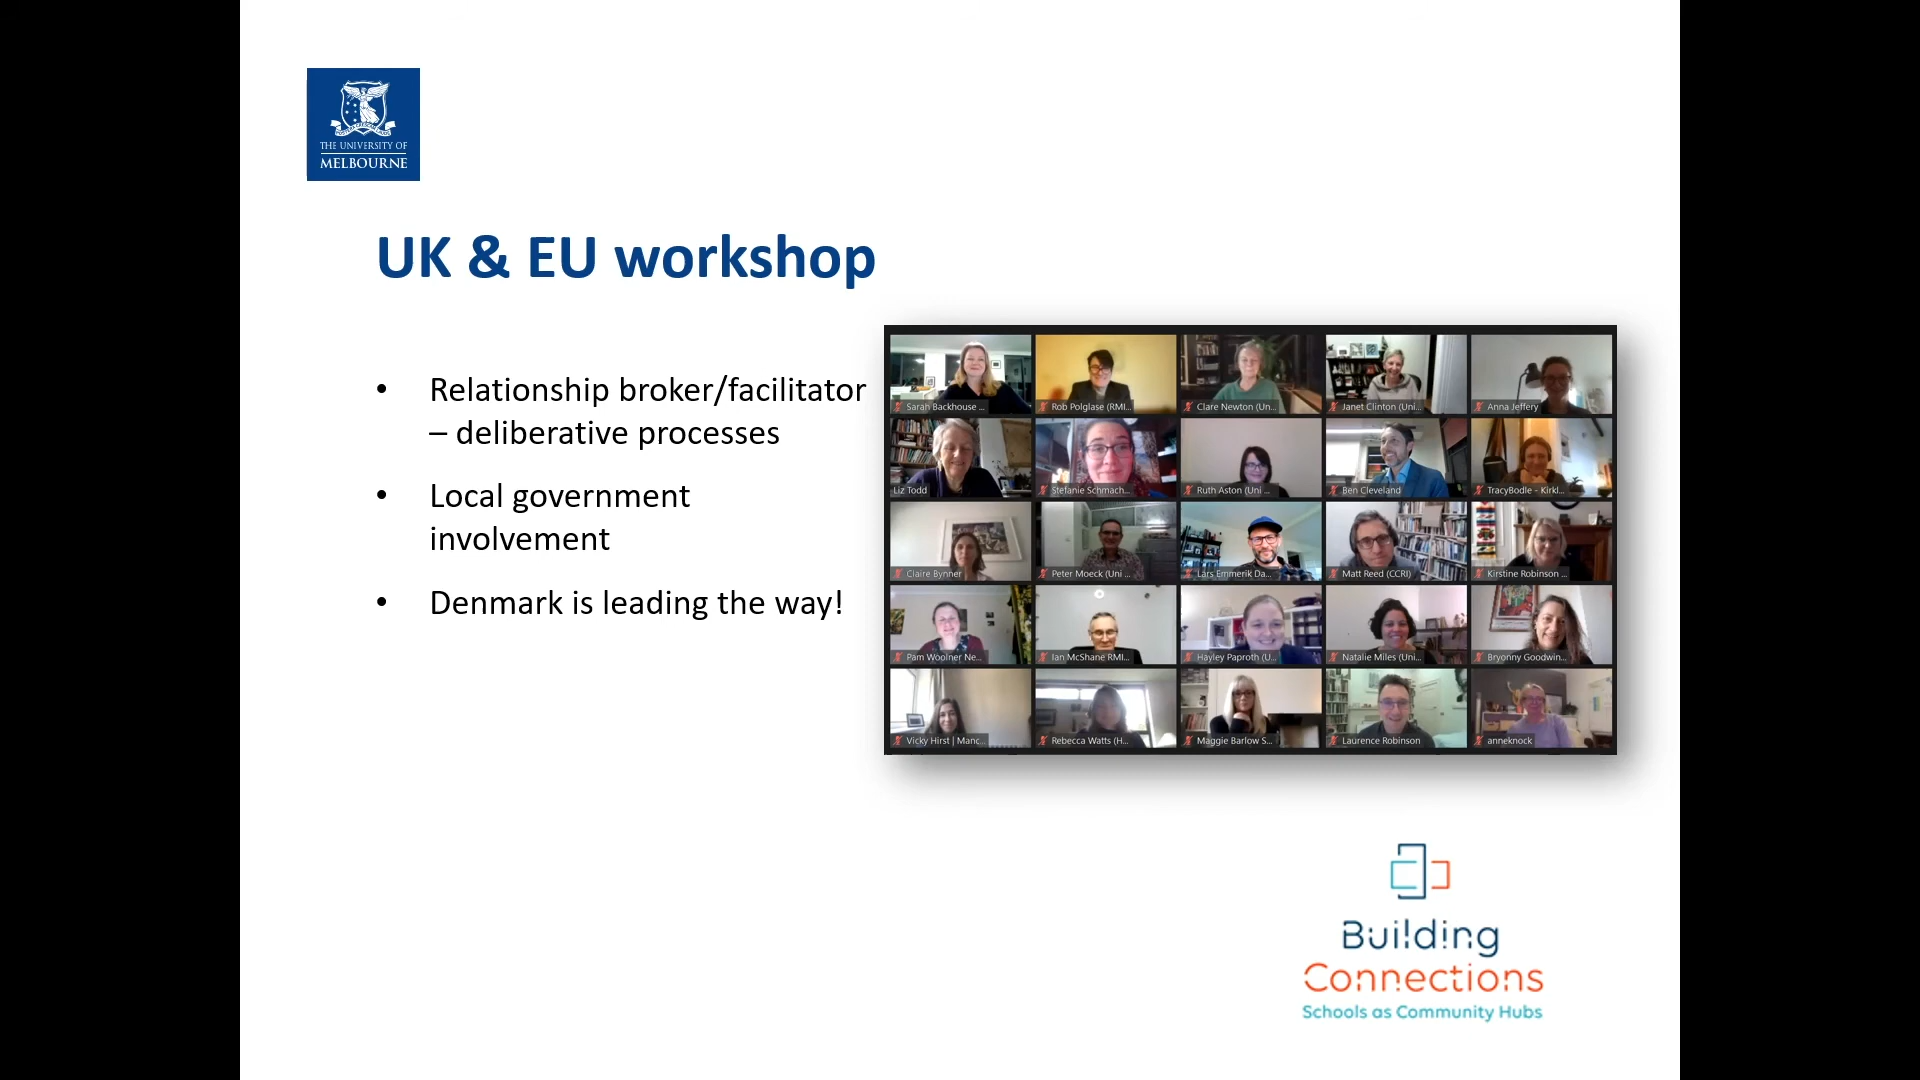 THE UNIVERSITY OF
MELBOURNE
UK & EU workshop
• Relationship broker/facilitator
– deliberative processes
• Local government
involvement
• Denmark is leading the way!
Sarah Backhouse ...
Rob Polglase (RMI...
Clare Newton (Un...
Janet Clinton (Uni...
Anna Jeffery
Liz Todd
Stefanie Schmach...
Ruth Aston (Uni ...
Ben Cleveland
TracyBodle - Kirkl...
Claire Bynner
Peter Moeck (Uni ...
Lars Emmerik Da...
Matt Reed (CCRI)
Kirstine Robinson ...
Pam Woolner Ne...
Ian McShane RMI...
Hayley Paproth (U...
Natalie Miles (Uni...
Bryonny Goodwin...
Vicky Hirst | Manc...
Rebecca Watts (H...
Maggie Barlow S...
Laurence Robinson
anneknock
Building
Connections
Schools as Community Hubs